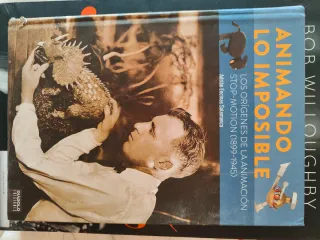 ANIMANDO
LO IMPOSIBLE
LOS ORÍGENES DE LA ANIMACIÓN
STOP-MOTION (1899-1945)
BOB WILLOUGHBY